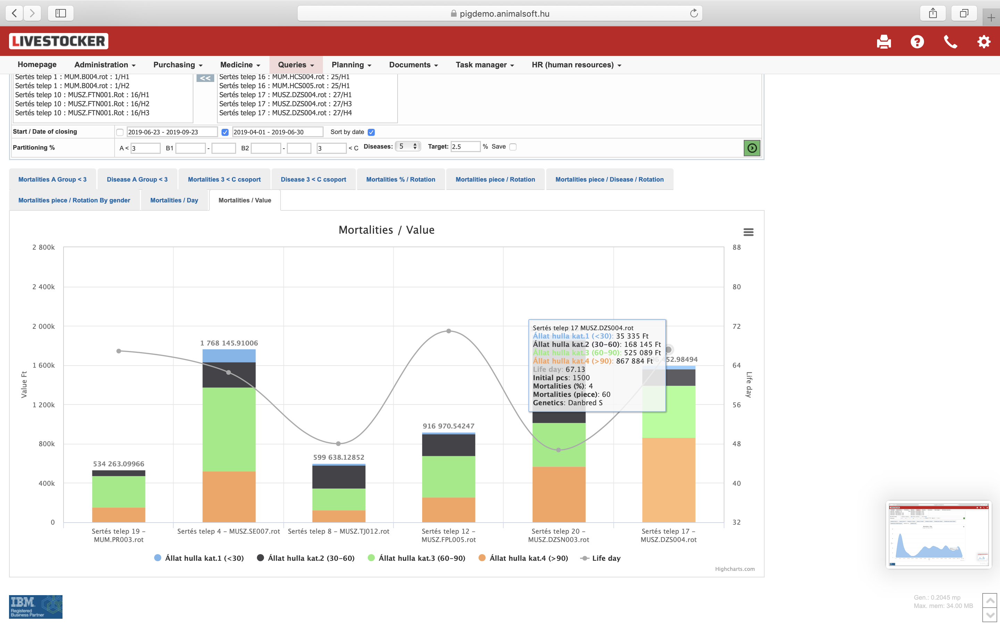 pigdemo.animalsoft.hu
LIVESTOCKER
Homepage Administration Purchasing Medicine Queries Planning Documents Task manager HR (human resources)
Sertés telep 1 : MUM.B004.rot : 1/H1
Sertés telep 1 : MUM.B004.rot : 1/H2
Sertés telep 10 : MUSZ.FTN001.Rot : 16/H1
Sertés telep 10 : MUSZ.FTN001.Rot : 16/H2
Sertés telep 10 : MUSZ.FTN001.Rot : 16/H3
<<
Sertés telep 16 : MUM.HCS004.rot : 25/H1
Sertés telep 16 : MUM.HCS005.rot : 25/H1
Sertés telep 17 : MUSZ.DZS004.rot : 27/H1
Sertés telep 17 : MUSZ.DZS004.rot : 27/H3
Sertés telep 17 : MUSZ.DZS004.rot : 27/H4
Start / Date of closing 2019-06-23 - 2019-09-23 2019-04-01 - 2019-06-30 Sort by date
Partitioning % A < 3 B1 - B2 - 3 < C Diseases: 5 Target: 2.5 % Save
Mortalities A Group < 3 Disease A Group < 3 Mortalities 3 < C csoport Disease 3 < C csoport Mortalities % / Rotation Mortalities piece / Rotation Mortalities piece / Disease / Rotation
Mortalities piece / Rotation By gender Mortalities / Day Mortalities / Value
Mortalities / Value
2 800k
2 400k
2 000k
1 600k
1 200k
800k
400k
0
Value Ft
88
80
72
64
56
48
40
32
Life day
534 263.09966
1 768 145.91006
599 638.12852
916 970.54247
452.98494
Sertés telep 17 MUSZ.DZS004.rot
Állat hulla kat.1 (<30): 35 335 Ft
Állat hulla kat.2 (30-60): 168 145 Ft
Állat hulla kat.3 (60-90): 525 089 Ft
Állat hulla kat.4 (>90): 867 884 Ft
Life day: 67.13
Initial pcs: 1500
Mortalities (%): 4
Mortalities (piece): 60
Genetics: Danbred S
Sertés telep 19 -
MUM.PR003.rot
Sertés telep 4 - MUSZ.SE007.rot
Sertés telep 8 - MUSZ.TJ012.rot
Sertés telep 12 -
MUSZ.FPL005.rot
Sertés telep 20 -
MUSZ.DZSN003.rot
Sertés telep 17 -
MUSZ.DZS004.rot
Állat hulla kat.1 (<30) Állat hulla kat.2 (30-60) Állat hulla kat.3 (60-90) Állat hulla kat.4 (>90) Life day
Highcharts.com
IBM
Registered
Business Partner
Gen.: 0.2045 mp
Max. mem: 34.00 MB